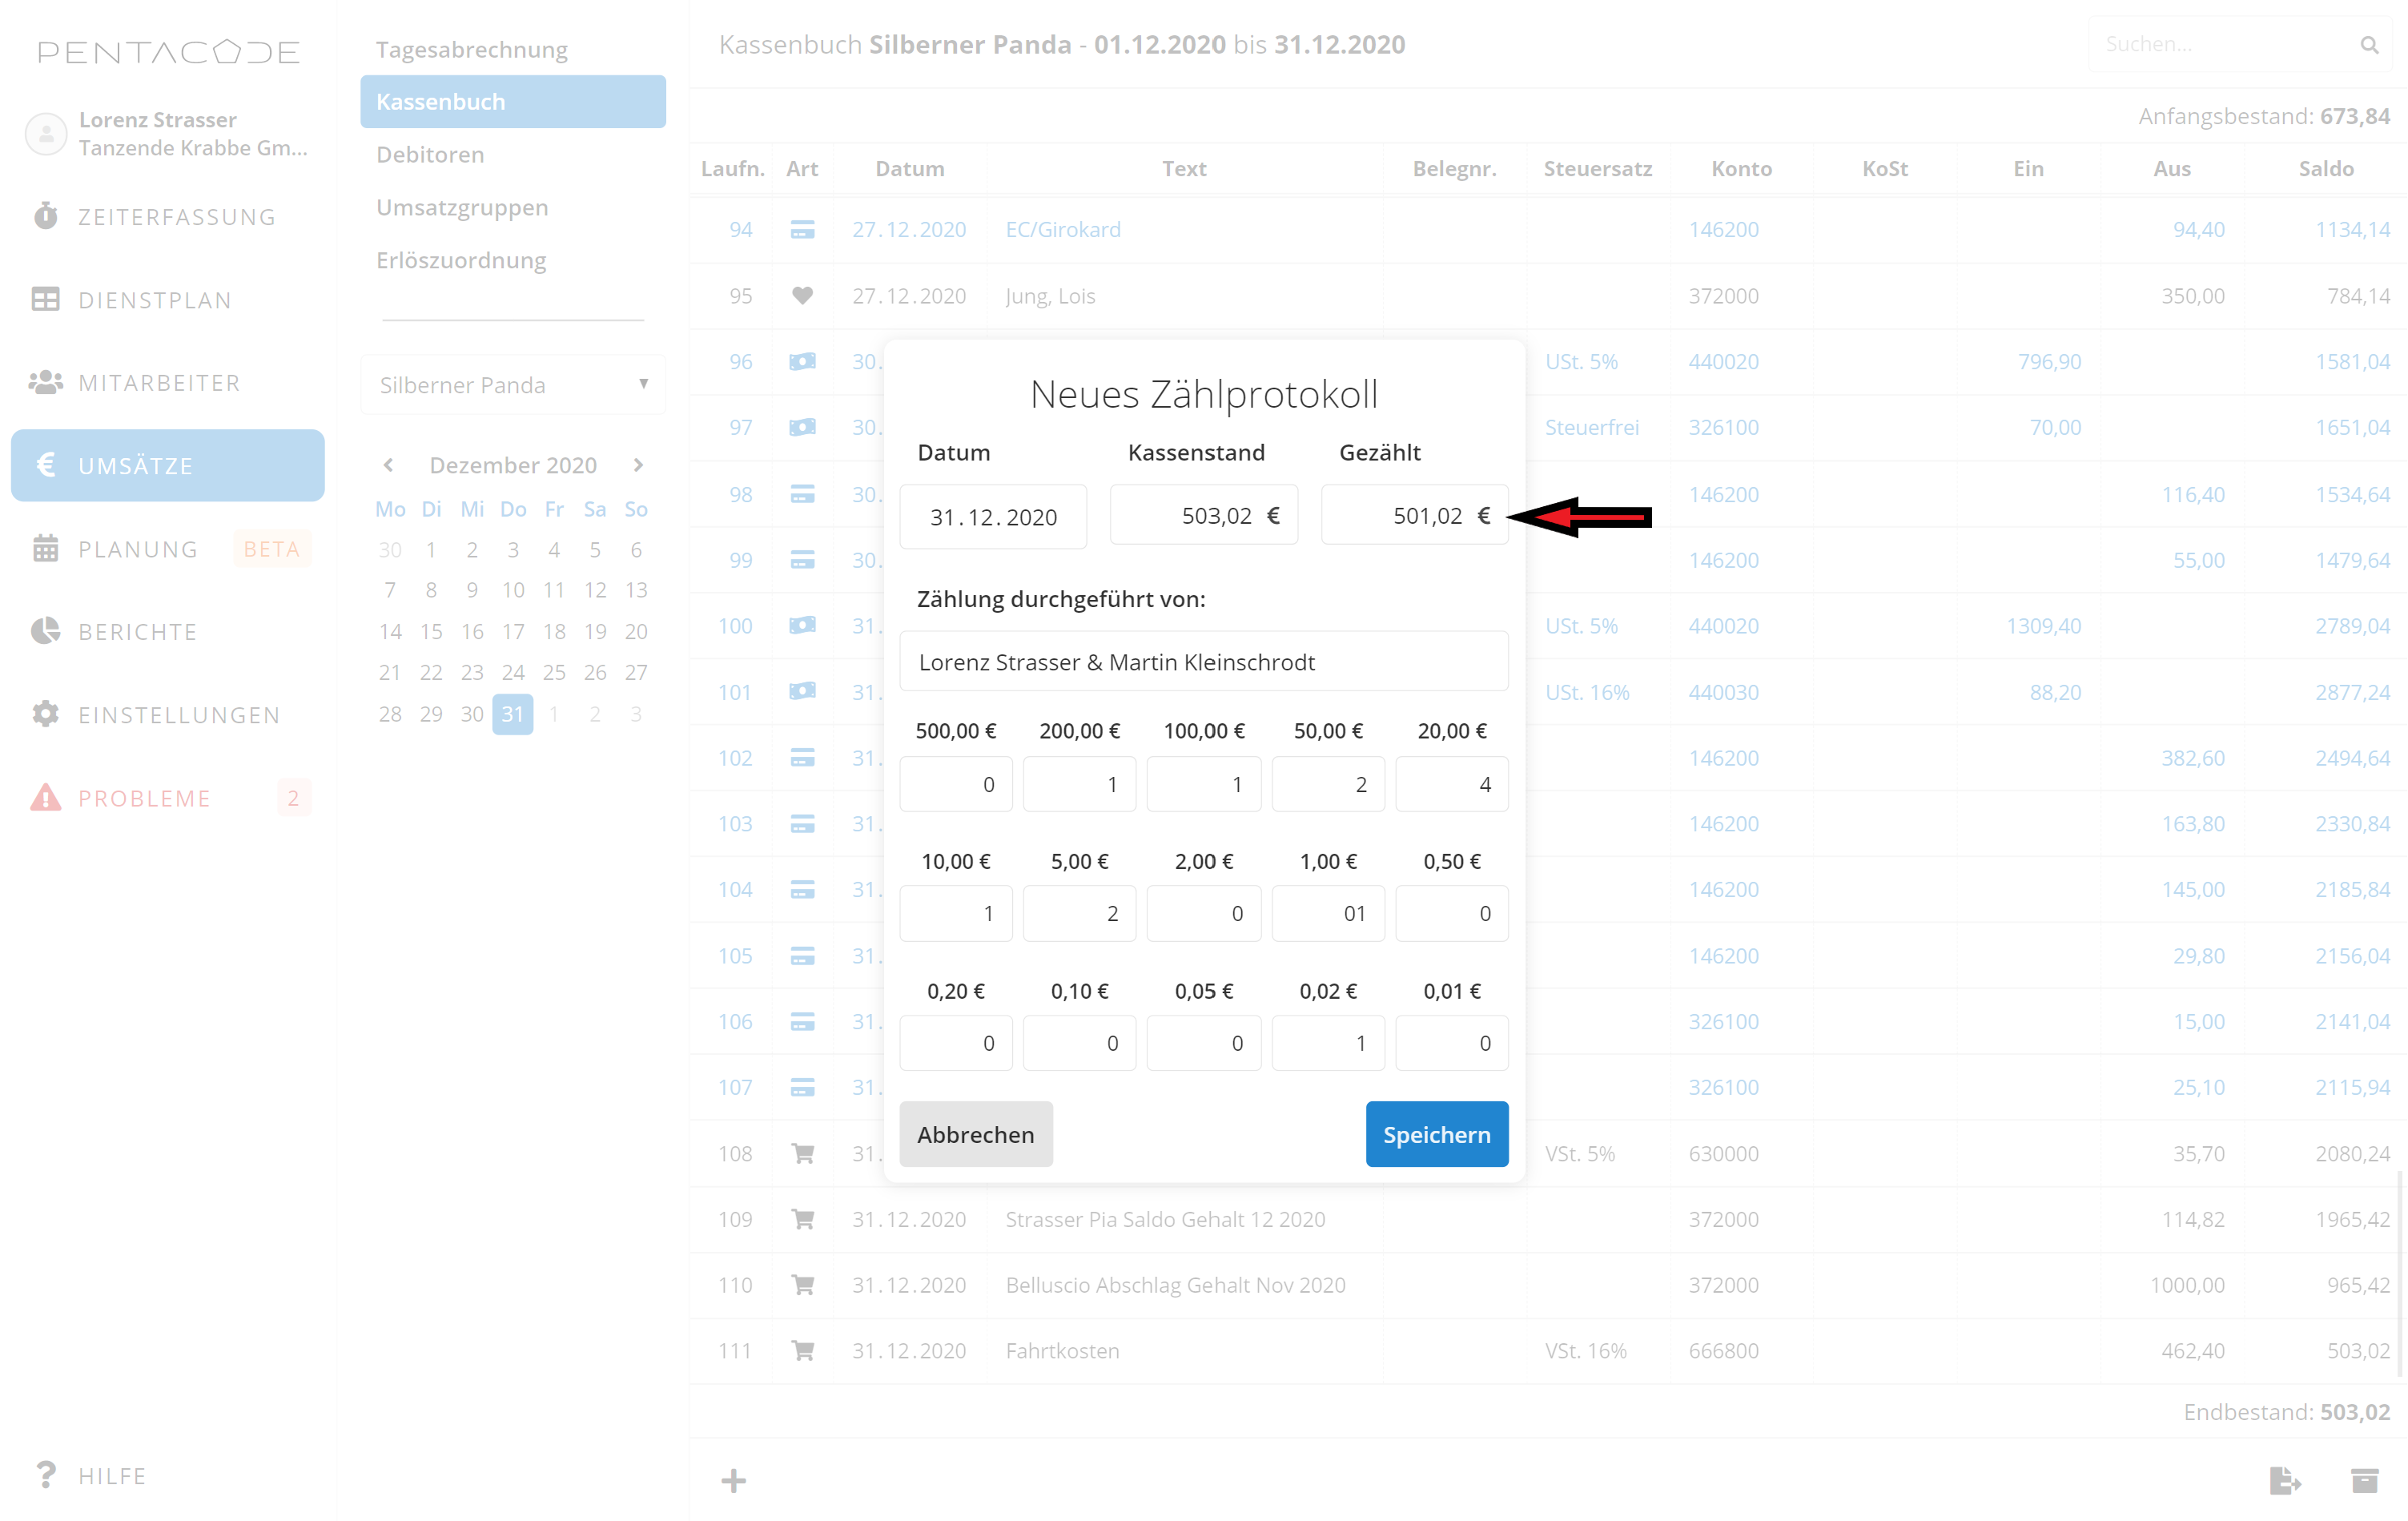 PENTACODE
Lorenz Strasser
Tanzende Krabbe Gm...
ZEITERFASSUNG
DIENSTPLAN
MITARBEITER
€ UMSÄTZE
PLANUNG BETA
BERICHTE
EINSTELLUNGEN
PROBLEME 2
? HILFE
Tagesabrechnung
Kassenbuch
Debitoren
Umsatzgruppen
Erlöszuordnung
Silberner Panda ▼
Dezember 2020
Mo Di Mi Do Fr Sa So
30 1 2 3 4 5 6
7 8 9 10 11 12 13
14 15 16 17 18 19 20
21 22 23 24 25 26 27
28 29 30 31 1 2 3
Kassenbuch Silberner Panda - 01.12.2020 bis 31.12.2020
Suchen...
Anfangsbestand: 673,84
Laufn. Art Datum Text Belegnr. Steuersatz Konto KoSt Ein Aus Saldo
94 27.12.2020 EC/Girokard 146200 94,40 1134,14
95 27.12.2020 Jung, Lois 372000 350,00 784,14
96 30. USt. 5% 440020 796,90 1581,04
97 30. Steuerfrei 326100 70,00 1651,04
98 30. 146200 116,40 1534,64
99 30. 146200 55,00 1479,64
100 31. USt. 5% 440020 1309,40 2789,04
101 31. USt. 16% 440030 88,20 2877,24
102 31. 146200 382,60 2494,64
103 31. 146200 163,80 2330,84
104 31. 146200 145,00 2185,84
105 31. 146200 29,80 2156,04
106 31. 326100 15,00 2141,04
107 31. 326100 25,10 2115,94
108 31. VSt. 5% 630000 35,70 2080,24
109 31.12.2020 Strasser Pia Saldo Gehalt 12 2020 372000 114,82 1965,42
110 31.12.2020 Belluscio Abschlag Gehalt Nov 2020 372000 1000,00 965,42
111 31.12.2020 Fahrtkosten VSt. 16% 666800 462,40 503,02
Endbestand: 503,02
Neues Zählprotokoll
Datum Kassenstand Gezählt
31.12.2020 503,02 € 501,02 €
Zählung durchgeführt von:
Lorenz Strasser & Martin Kleinschrodt
500,00 € 200,00 € 100,00 € 50,00 € 20,00 €
0 1 1 2 4
10,00 € 5,00 € 2,00 € 1,00 € 0,50 €
1 2 0 01 0
0,20 € 0,10 € 0,05 € 0,02 € 0,01 €
0 0 0 1 0
Abbrechen Speichern